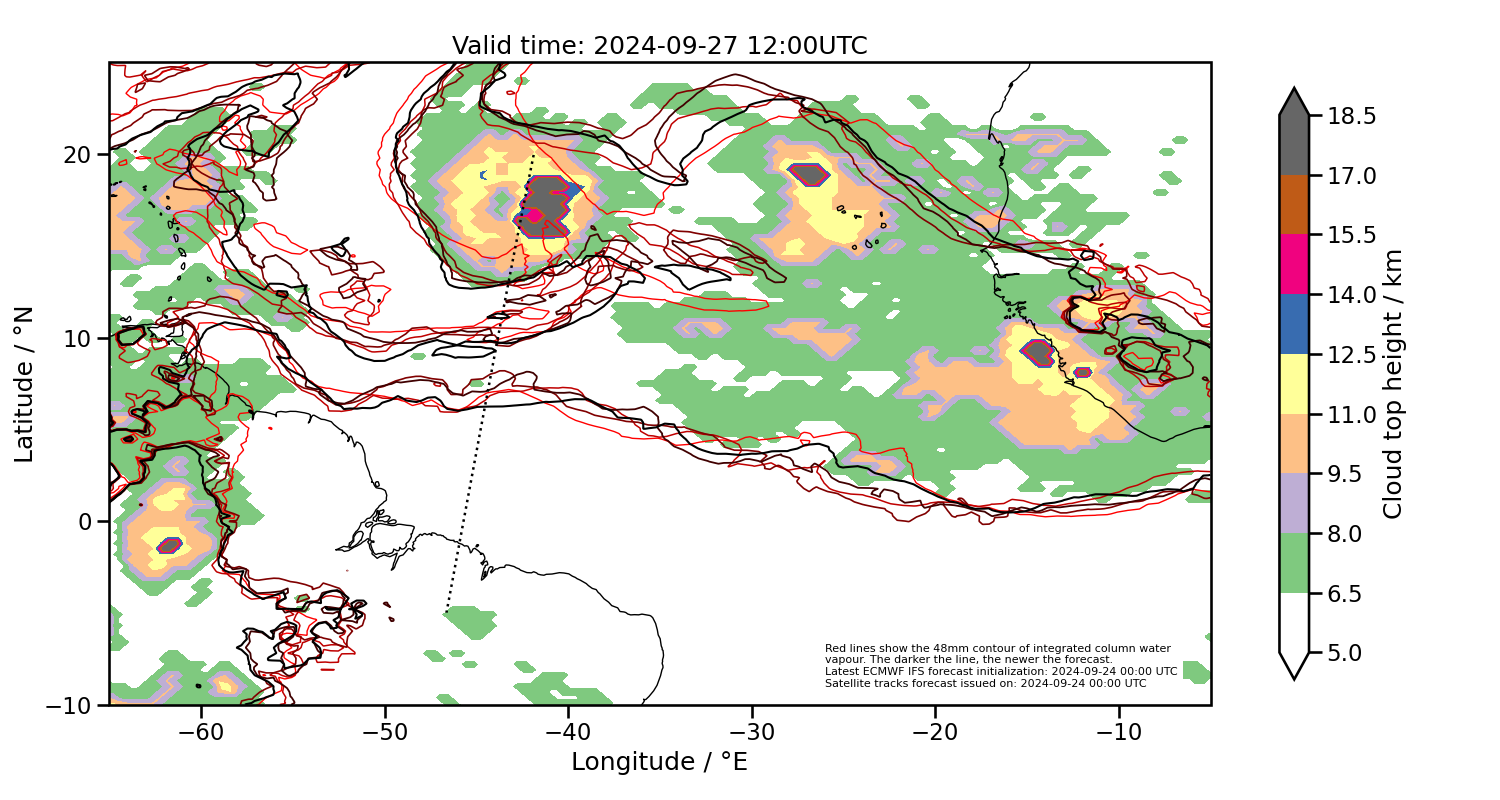 Valid time: 2024-09-27 12:00UTC
Latitude / °N
20
10
0
−10
−60
−50
−40
−30
−20
−10
Longitude / °E
Red lines show the 48mm contour of integrated column water
vapour. The darker the line, the newer the forecast.
Latest ECMWF IFS forecast initialization: 2024-09-24 00:00 UTC
Satellite tracks forecast issued on: 2024-09-24 00:00 UTC
18.5
17.0
15.5
14.0
12.5
11.0
9.5
8.0
6.5
5.0
Cloud top height / km